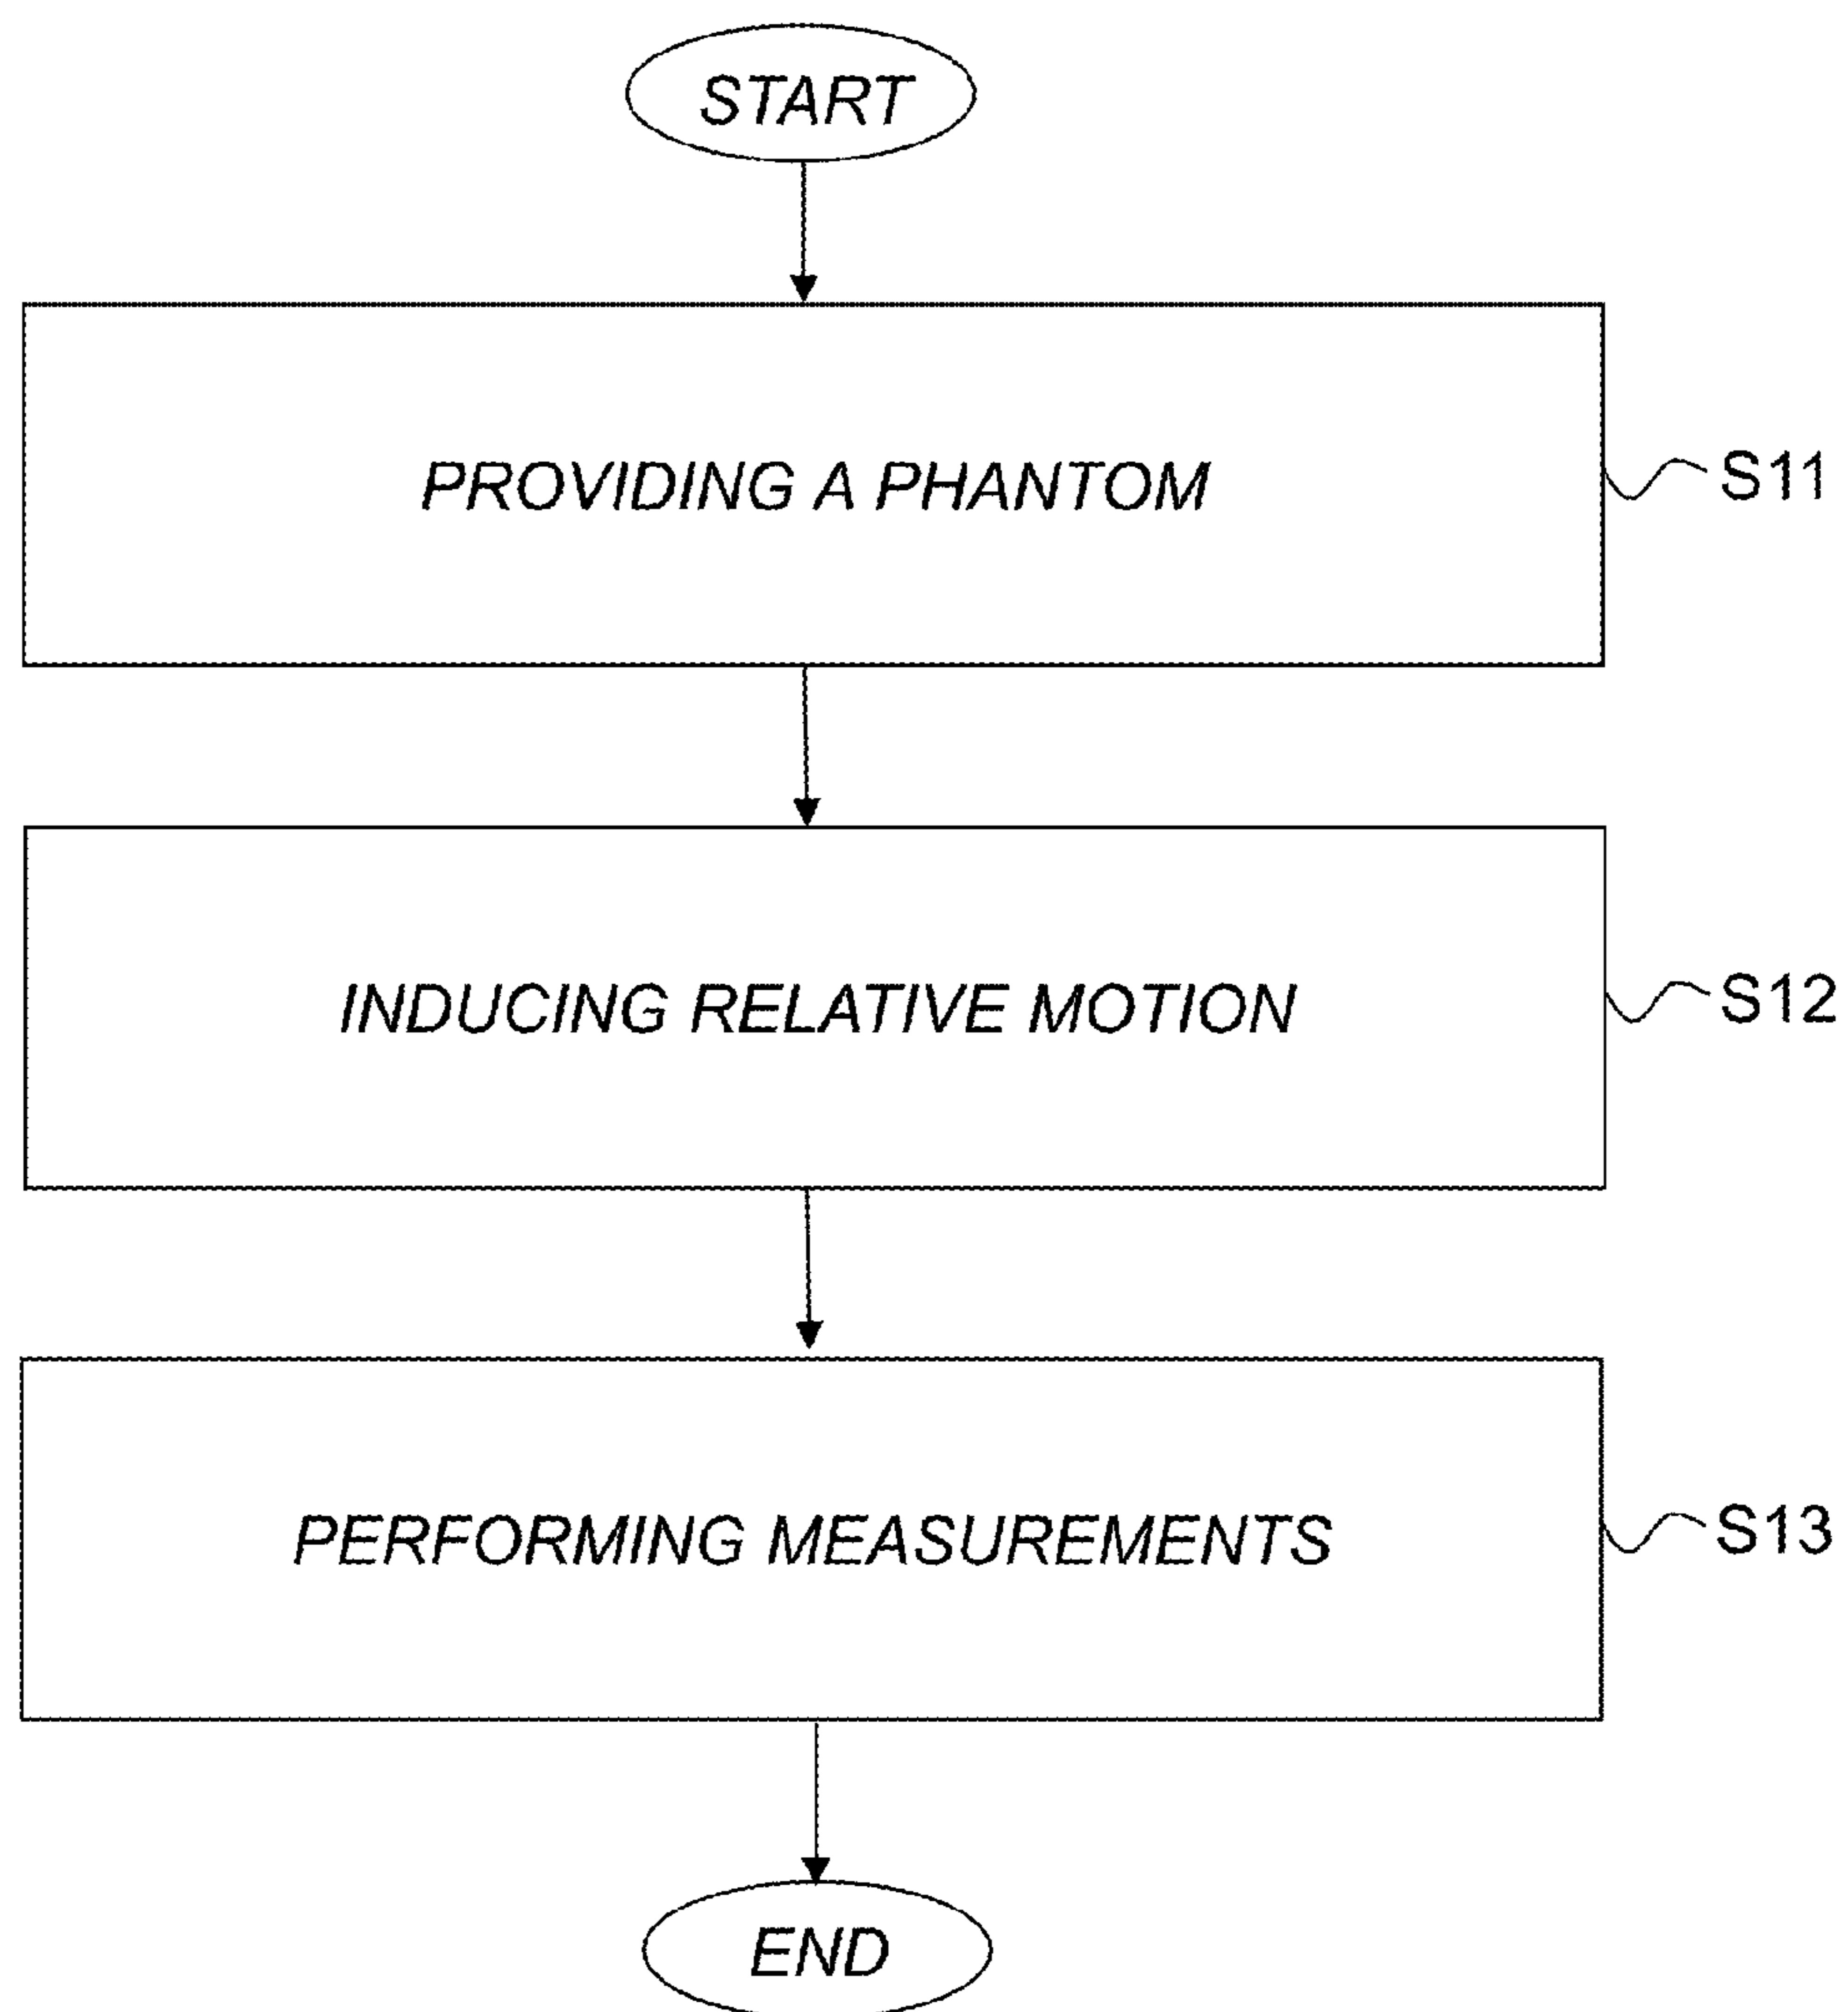 START
PROVIDING A PHANTOM
S11
INDUCING RELATIVE MOTION
S12
PERFORMING MEASUREMENTS
S13
END